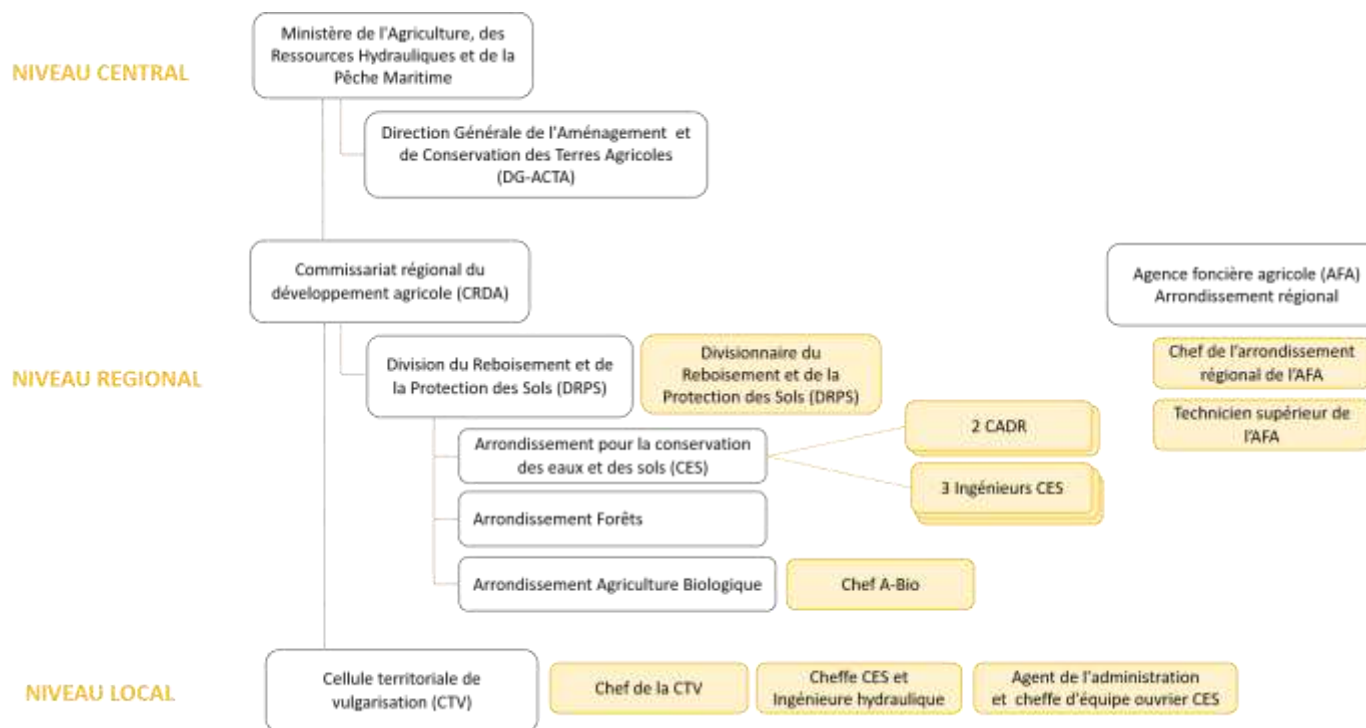 Ministère de l'Agriculture, des
Ressources Hydrauliques et de la
Pêche Maritime
NIVEAU CENTRAL
Direction Générale de l'Aménagement et
de Conservation des Terres Agricoles
(DG-ACTA)
Commissariat régional du
développement agricole (CRDA)
Agence foncière agricole (AFA)
Arrondissement régional
NIVEAU REGIONAL
Division du Reboisement et de
la Protection des Sols (DRPS)
Divisionnaire du
Reboisement et de la
Protection des Sols (DRPS)
Chef de l'arrondissement
régional de l'AFA
Technicien supérieur de
l'AFA
Arrondissement pour la conservation
des eaux et des sols (CES)
2 CADR
3 Ingénieurs CES
Arrondissement Forêts
Arrondissement Agriculture Biologique
Chef A-Bio
NIVEAU LOCAL
Cellule territoriale de
vulgarisation (CTV)
Chef de la CTV
Cheffe CES et
Ingénieure hydraulique
Agent de l'administration
et cheffe d'équipe ouvrier CES